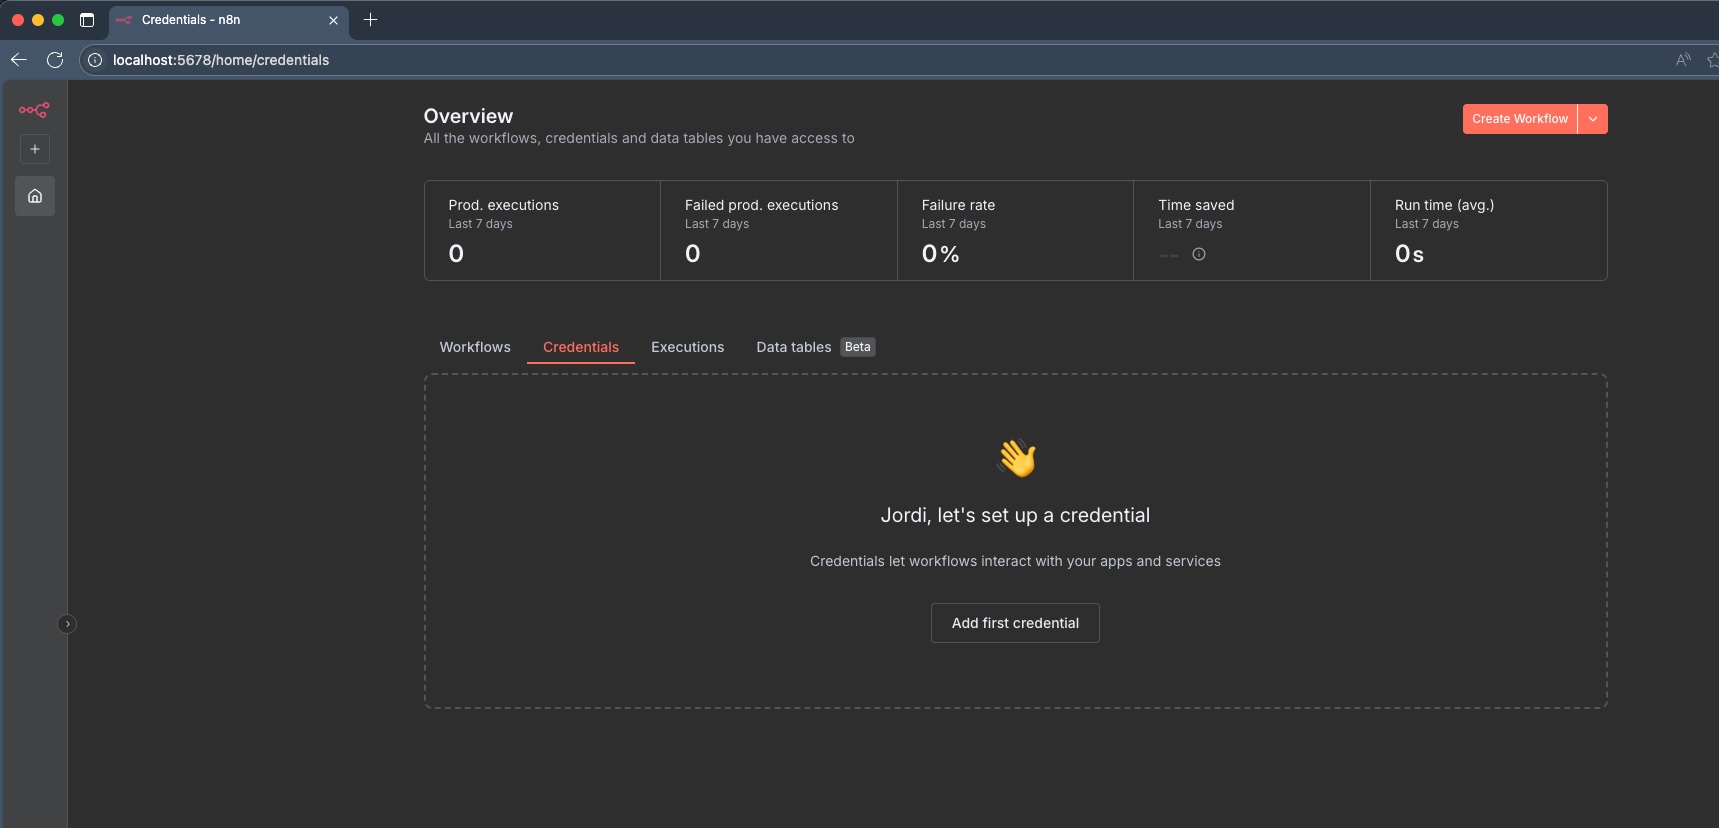 Credentials - n8n
localhost:5678/home/credentials
Overview
All the workflows, credentials and data tables you have access to
Create Workflow
Prod. executions
Last 7 days
0
Failed prod. executions
Last 7 days
0
Failure rate
Last 7 days
0%
Time saved
Last 7 days
--
Run time (avg.)
Last 7 days
0s
Workflows Credentials Executions Data tables Beta
Jordi, let's set up a credential
Credentials let workflows interact with your apps and services
Add first credential